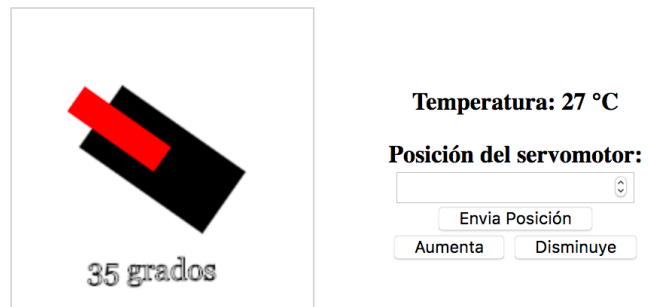 35 grados
Temperatura: 27 °C
Posición del servomotor:
Envia Posición
Aumenta
Disminuye